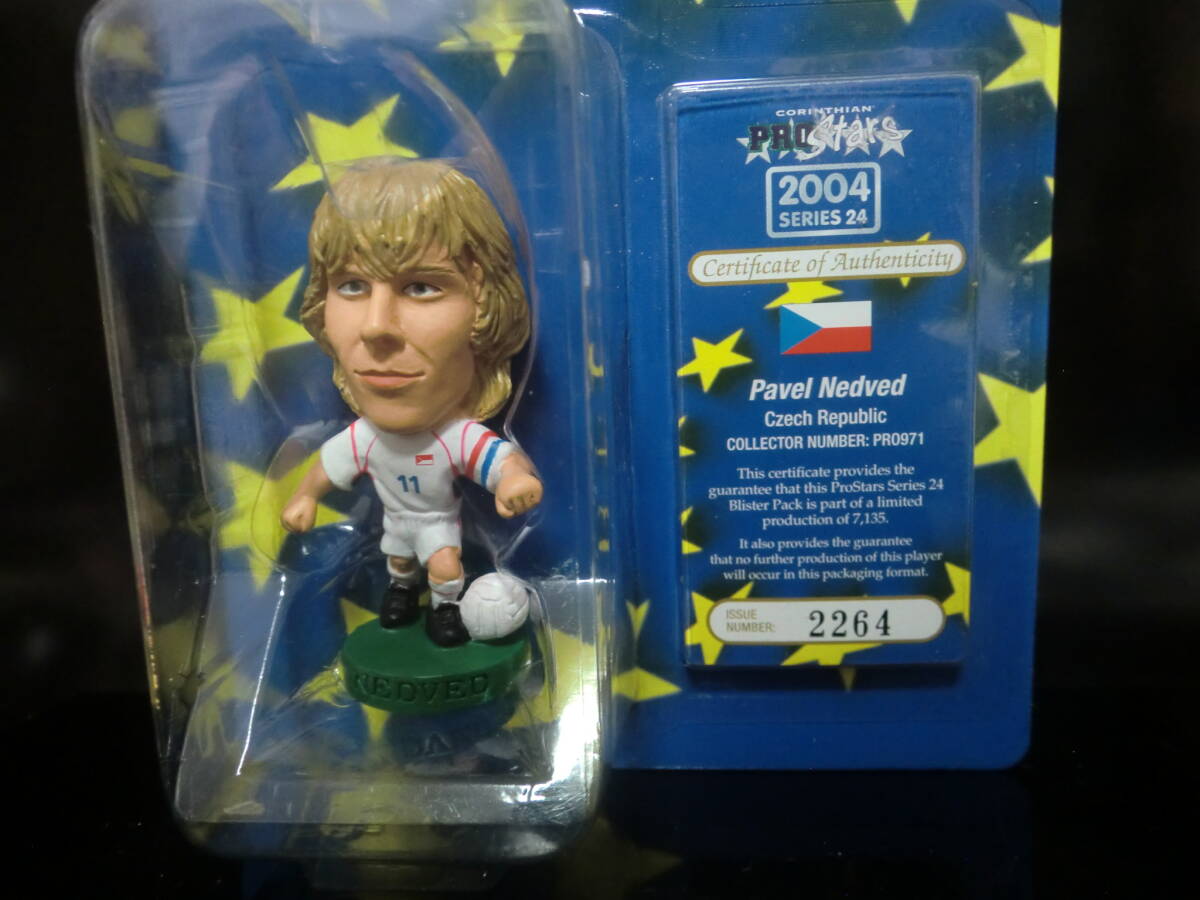 CORINTHIAN
PRO Stars
2004
SERIES 24
Certificate of Authenticity
Pavel Nedved
Czech Republic
COLLECTOR NUMBER: PRO971
This certificate provides the
guarantee that this ProStars Series 24
Blister Pack is part of a limited
production of 7,135.
It also provides the guarantee
that no further production of this player
will occur in this packaging format.
ISSUE
NUMBER: 2264
11
NEDVED